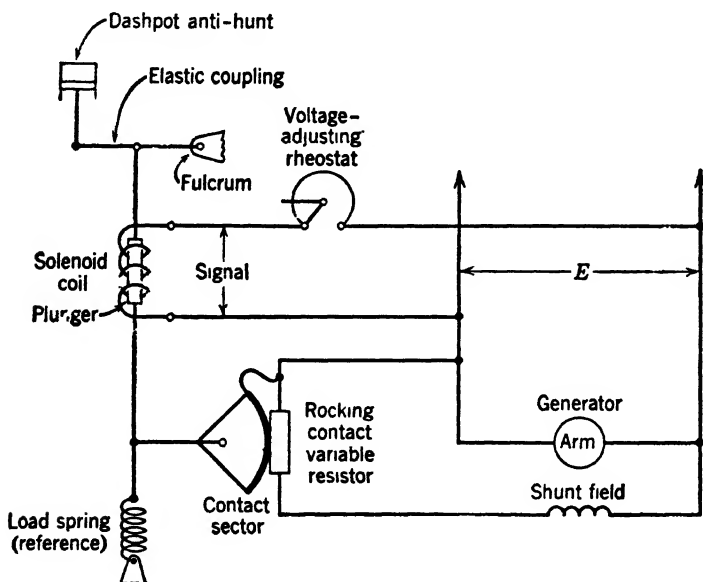 Dashpot anti-hunt
Elastic coupling
Voltage-
adjusting
rheostat
Fulcrum
Solenoid
coil
Signal
E
Plunger
Generator
Rocking
contact
variable
resistor
Arm
Shunt field
Contact
sector
Load spring
(reference)